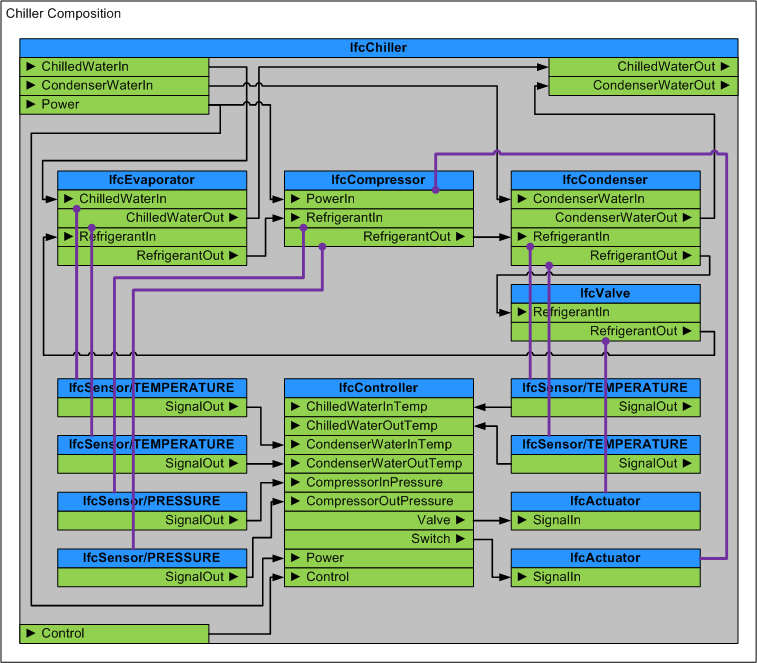 Chiller Composition
IfcChiller
ChilledWaterIn
ChilledWaterOut
CondenserWaterIn
CondenserWaterOut
Power
IfcEvaporator
ChilledWaterIn
ChilledWaterOut
RefrigerantIn
RefrigerantOut
IfcCompressor
PowerIn
RefrigerantIn
RefrigerantOut
IfcCondenser
CondenserWaterIn
CondenserWaterOut
RefrigerantIn
RefrigerantOut
IfcValve
RefrigerantIn
RefrigerantOut
IfcSensor/TEMPERATURE
SignalOut
IfcSensor/TEMPERATURE
SignalOut
IfcSensor/PRESSURE
SignalOut
IfcSensor/PRESSURE
SignalOut
IfcController
ChilledWaterInTemp
ChilledWaterOutTemp
CondenserWaterInTemp
CondenserWaterOutTemp
CompressorInPressure
CompressorOutPressure
Valve
Switch
Power
Control
IfcSensor/TEMPERATURE
SignalOut
IfcSensor/TEMPERATURE
SignalOut
IfcActuator
SignalIn
IfcActuator
SignalIn
Control